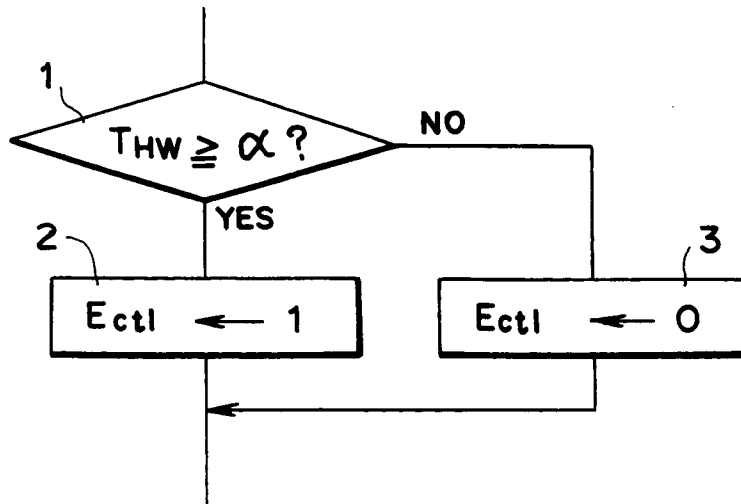 1
THW ≧ α ?
NO
YES
2
Ectl ← 1
3
Ectl ← 0